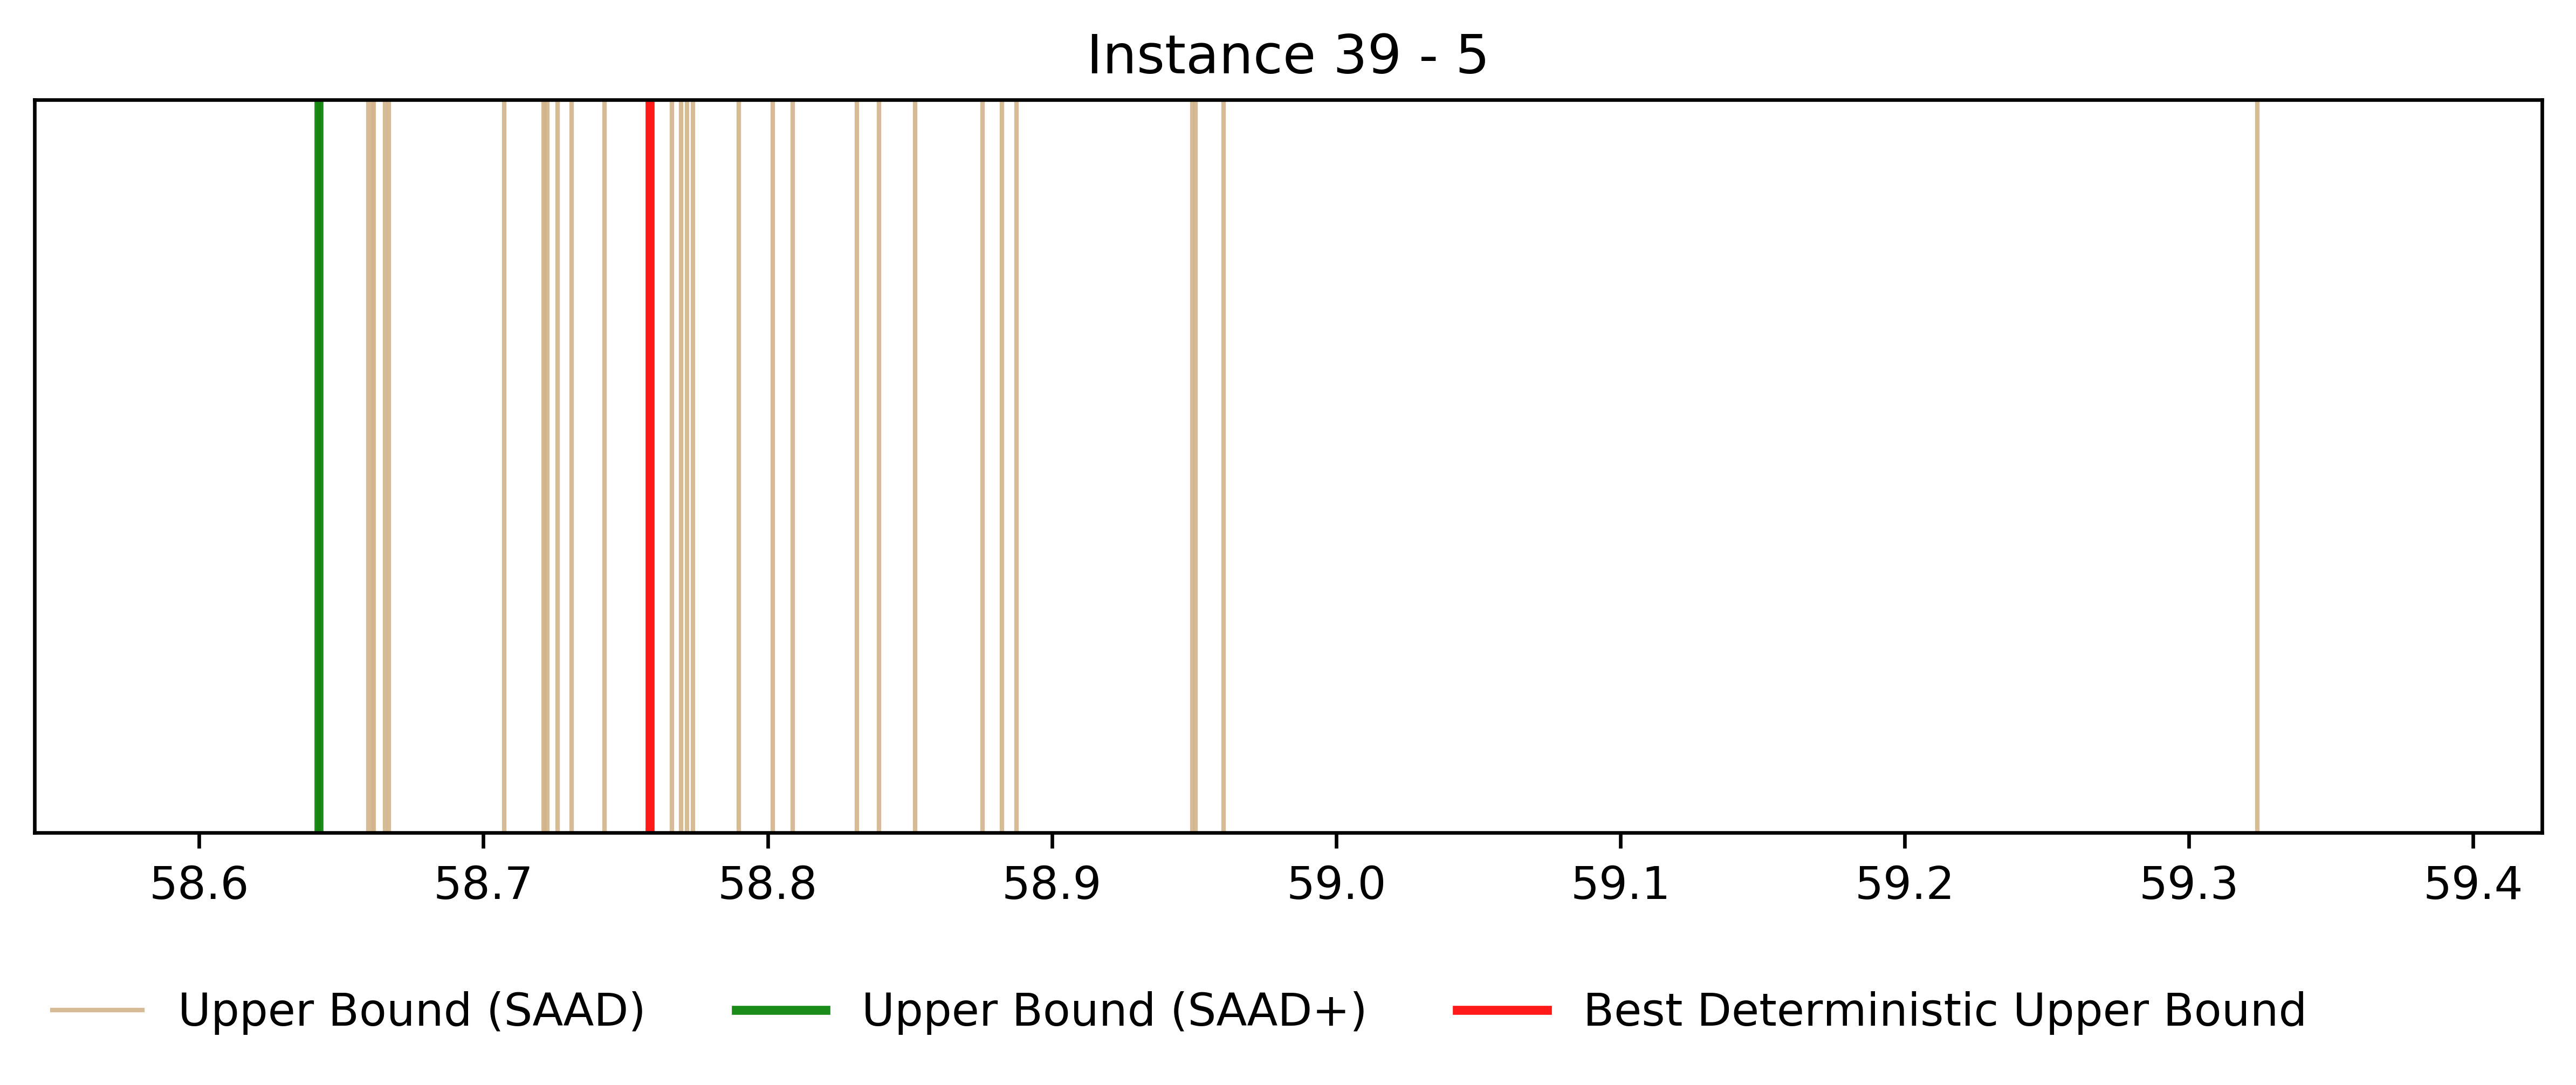 Instance 39 - 5
58.6 58.7 58.8 58.9 59.0 59.1 59.2 59.3 59.4
Upper Bound (SAAD) Upper Bound (SAAD+) Best Deterministic Upper Bound